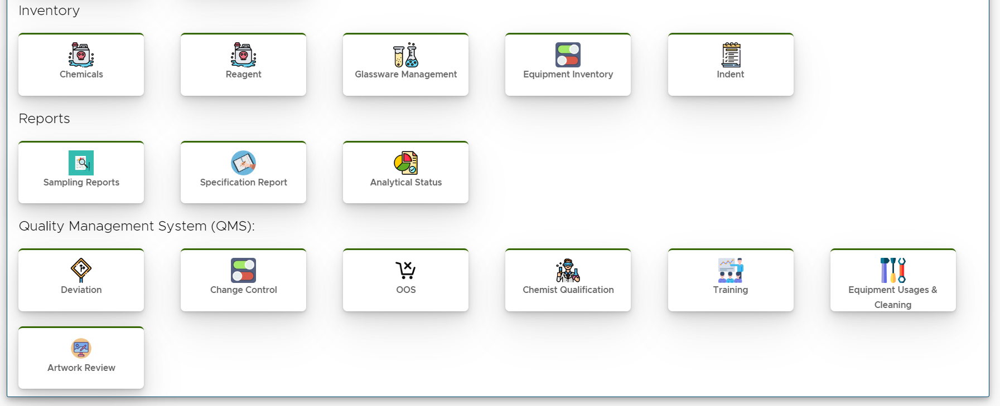 Inventory
Chemicals
Reagent
Glassware Management
Equipment Inventory
Indent
Reports
Sampling Reports
Specification Report
Analytical Status
Quality Management System (QMS):
Deviation
Change Control
OOS
Chemist Qualification
Training
Equipment Usages &
Cleaning
Artwork Review